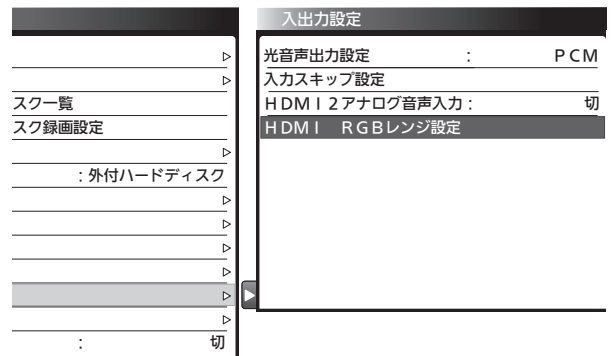 スク一覧
スク録画設定
:外付ハードディスク
: 切
入出力設定
光音声出力設定 : PCM
入力スキップ設定
HDMI2アナログ音声入力: 切
HDMI RGBレンジ設定